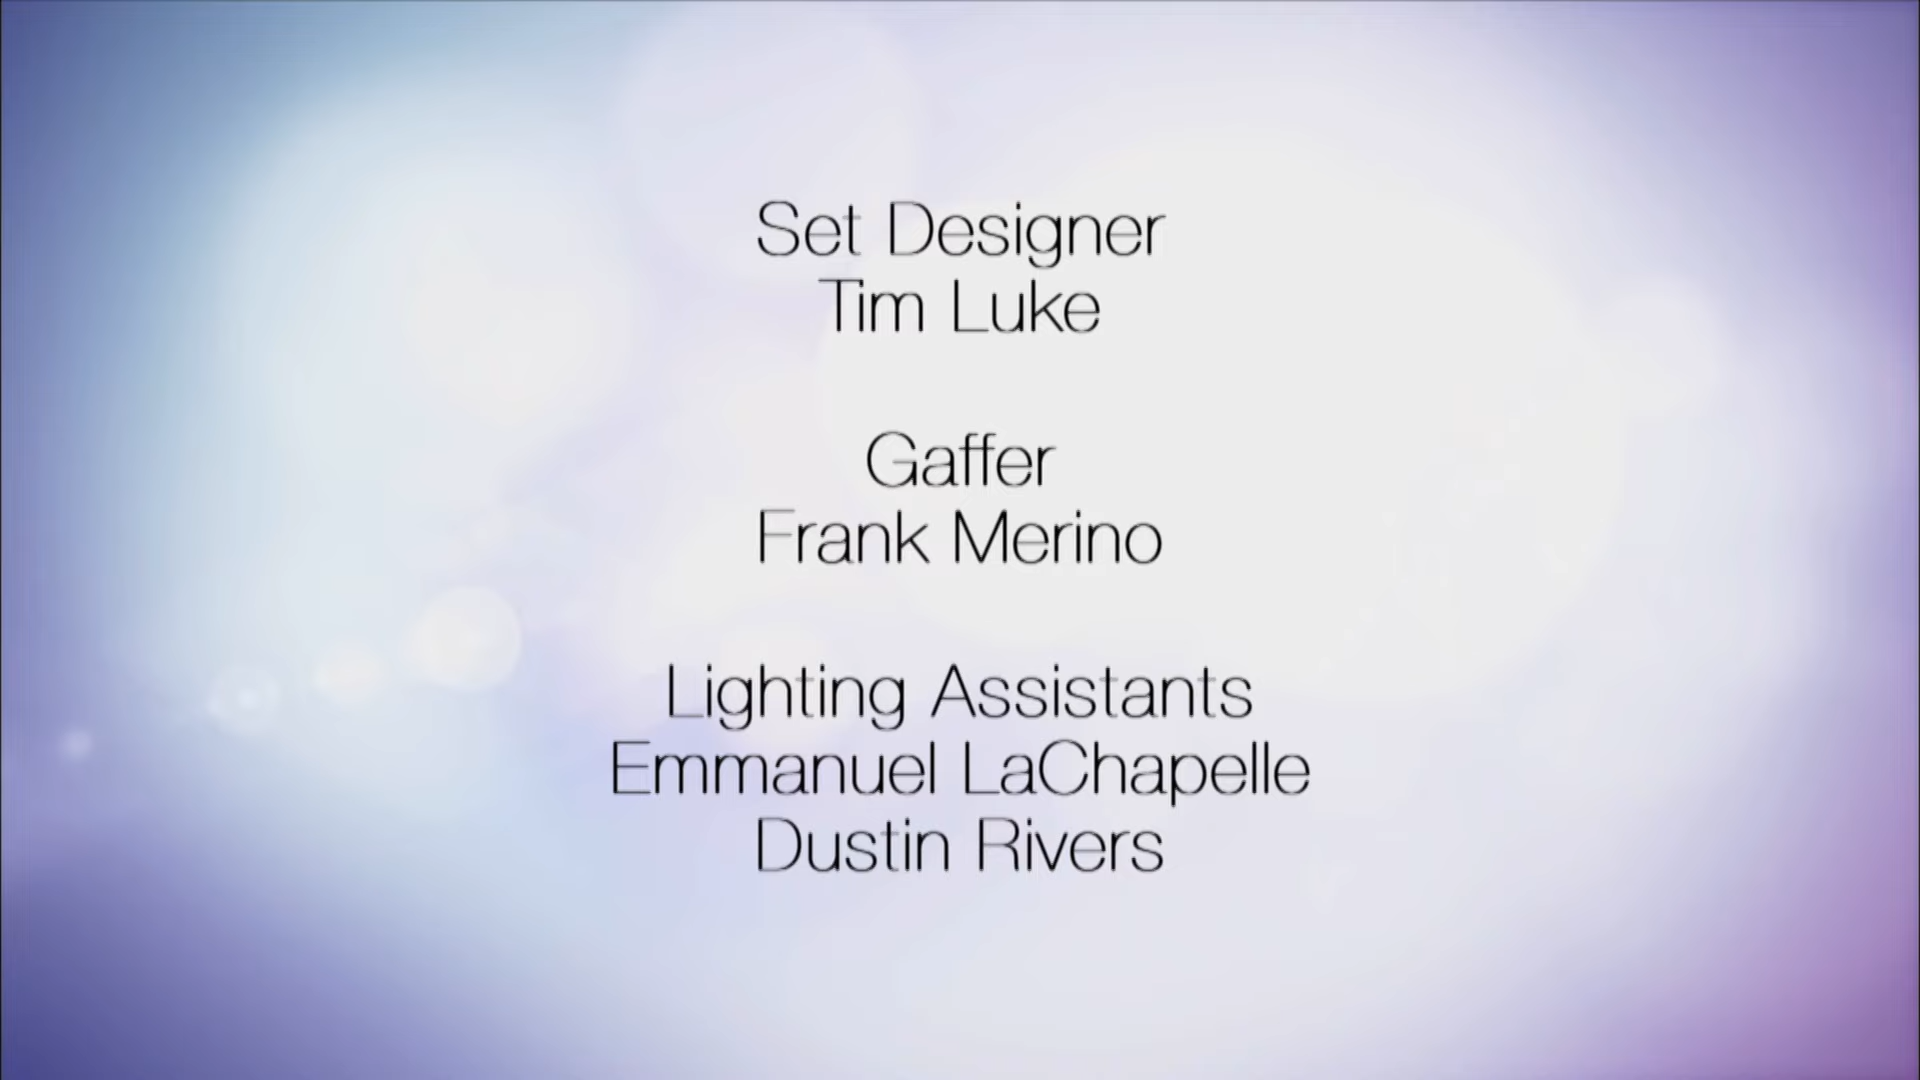 Set Designer
Tim Luke
Gaffer
Frank Merino
Lighting Assistants
Emmanuel LaChapelle
Dustin Rivers